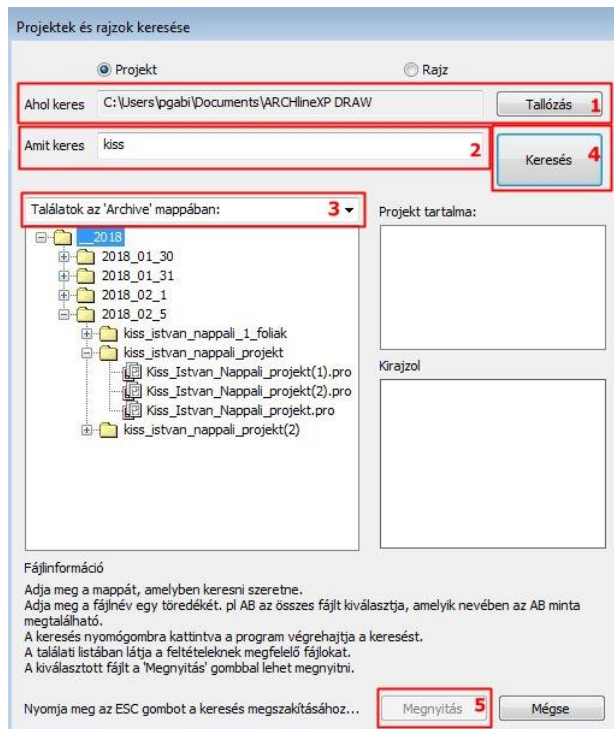 Projektek és rajzok keresése
Projekt Rajz
Ahol keres C:\Users\pgabi\Documents\ARCHlineXP DRAW Tallózás 1
Amit keres kiss 2 Keresés 4
Találatok az 'Archive' mappában: 3 Projekt tartalma:
__2018
2018_01_30
2018_01_31
2018_02_1
2018_02_5
kiss_istvan_nappali_1_foliak
kiss_istvan_nappali_projekt
Kirajzol
Kiss_Istvan_Nappali_projekt(1).pro
Kiss_Istvan_Nappali_projekt(2).pro
Kiss_Istvan_Nappali_projekt.pro
kiss_istvan_nappali_projekt(2)
Fájlinformáció
Adja meg a mappát, amelyben keresni szeretne.
Adja meg a fájlnév egy töredékét. pl AB az összes fájlt kiválasztja, amelyik nevében az AB minta
megtalálható.
A keresés nyomógombra kattintva a program végrehajtja a keresést.
A találati listában látja a feltételeknek megfelelő fájlokat.
A kiválasztott fájlt a 'Megnyitás' gombbal lehet megnyitni.
Nyomja meg az ESC gombot a keresés megszakításához... Megnyitás 5 Mégse